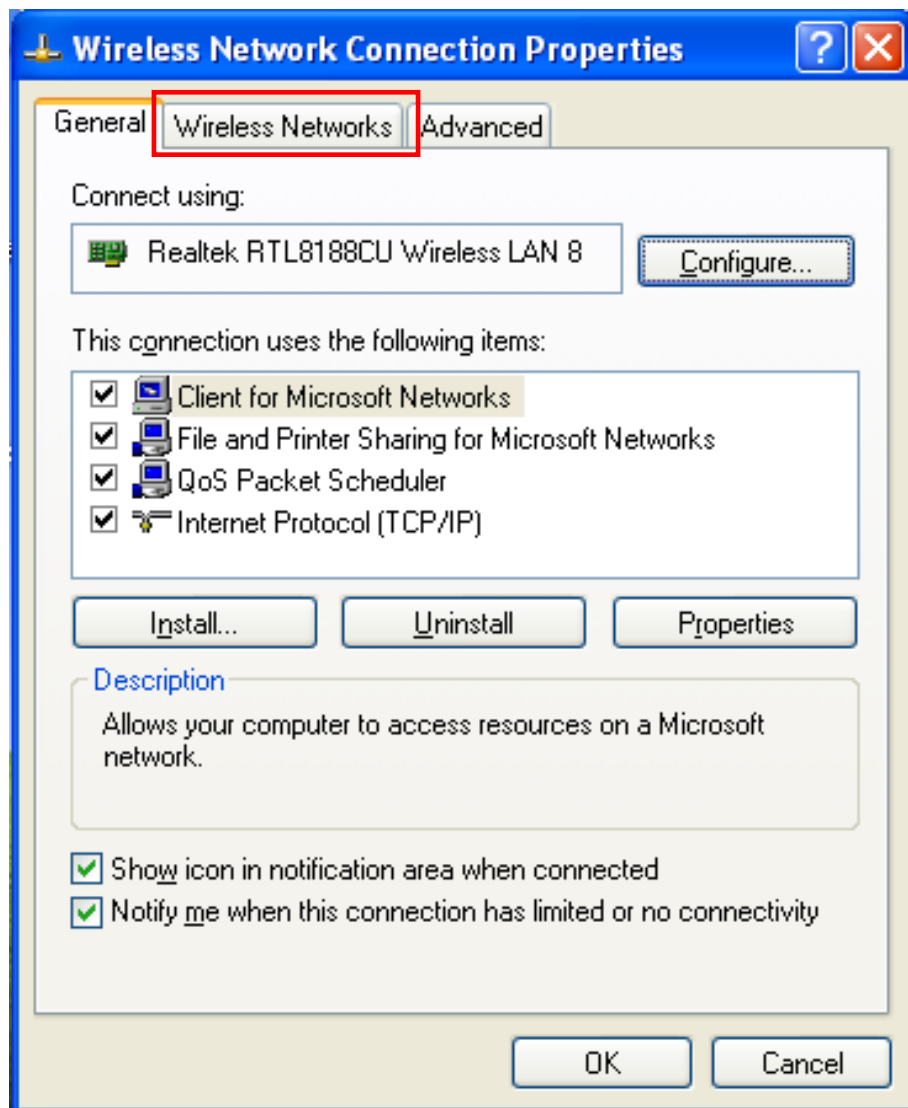 Wireless Network Connection Properties
General Wireless Networks Advanced
Connect using:
Realtek RTL8188CU Wireless LAN 8
Configure...
This connection uses the following items:
Client for Microsoft Networks
File and Printer Sharing for Microsoft Networks
QoS Packet Scheduler
Internet Protocol (TCP/IP)
Install... Uninstall Properties
Description
Allows your computer to access resources on a Microsoft
network.
Show icon in notification area when connected
Notify me when this connection has limited or no connectivity
OK Cancel